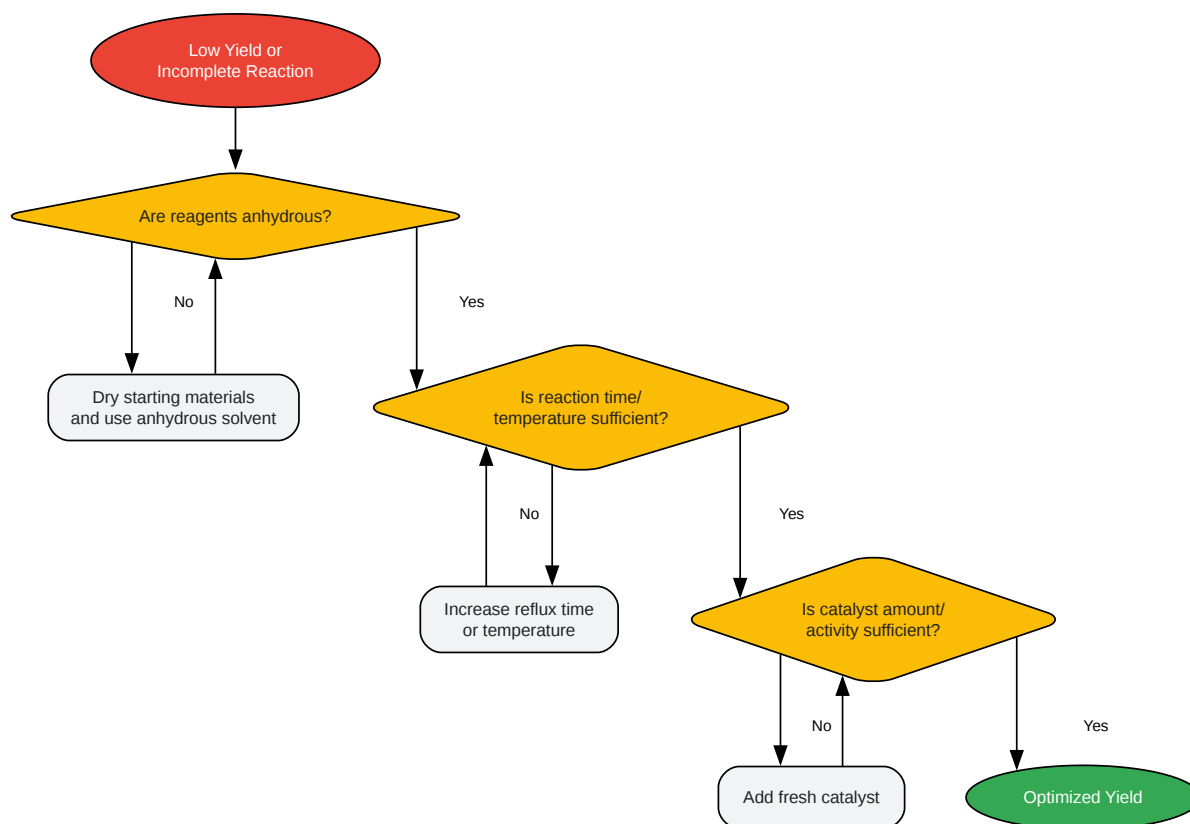 Low Yield or
Incomplete Reaction
Are reagents anhydrous?
No
Yes
Dry starting materials
and use anhydrous solvent
Is reaction time/
temperature sufficient?
No
Yes
Increase reflux time
or temperature
Is catalyst amount/
activity sufficient?
No
Yes
Add fresh catalyst
Optimized Yield